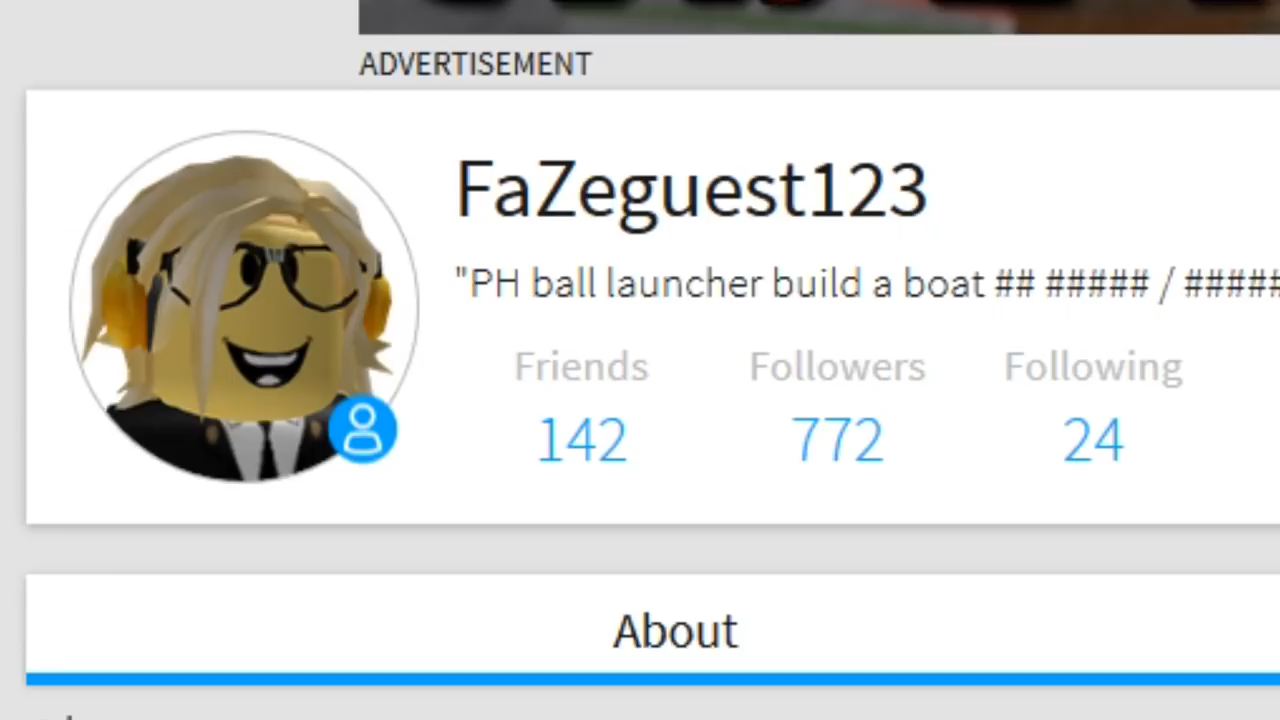 ADVERTISEMENT
FaZeguest123
"PH ball launcher build a boat ## ##### / #####
Friends Followers Following
142 772 24
About